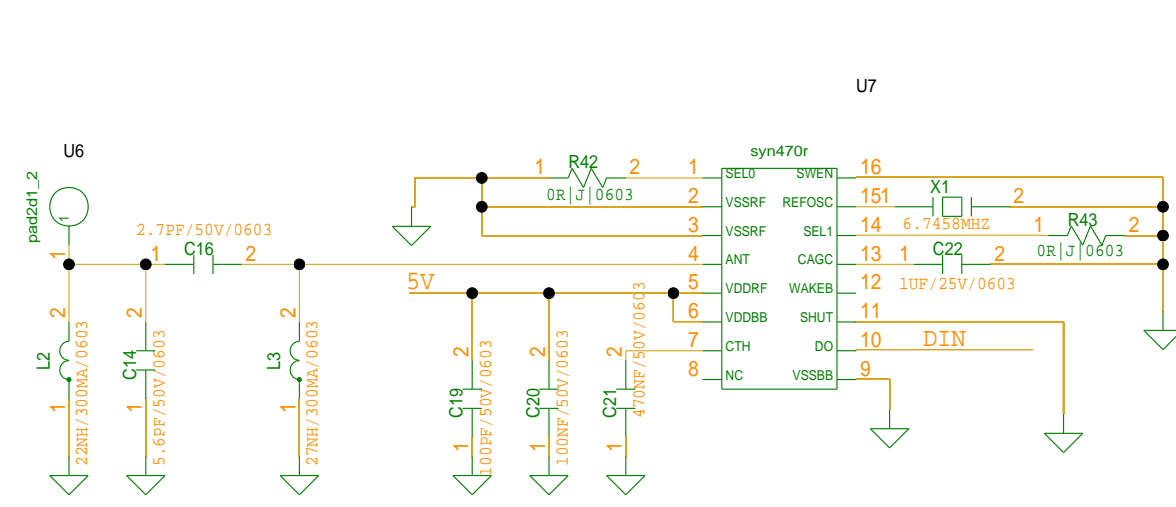 U7
U6
syn470r
pad2d1_2
1
1
2.7PF/50V/0603
1
C16
2
2
L2
1
22NH/300MA/0603
2
C14
1
5.6PF/50V/0603
2
L3
1
27NH/300MA/0603
1
R42
2
0R|J|0603
5V
2
C19
1
100PF/50V/0603
2
C20
1
100NF/50V/0603
2
C21
1
470NF/50V/0603
1
SEL0
2
VSSRF
3
VSSRF
4
ANT
5
VDDRF
6
VDDBB
7
CTH
8
NC
SWEN
16
REFOSC
15
SEL1
14
CAGC
13
WAKEB
12
SHUT
11
DO
10
VSSBB
9
1
X1
2
6.7458MHZ
1
R43
2
0R|J|0603
1
C22
2
1UF/25V/0603
DIN